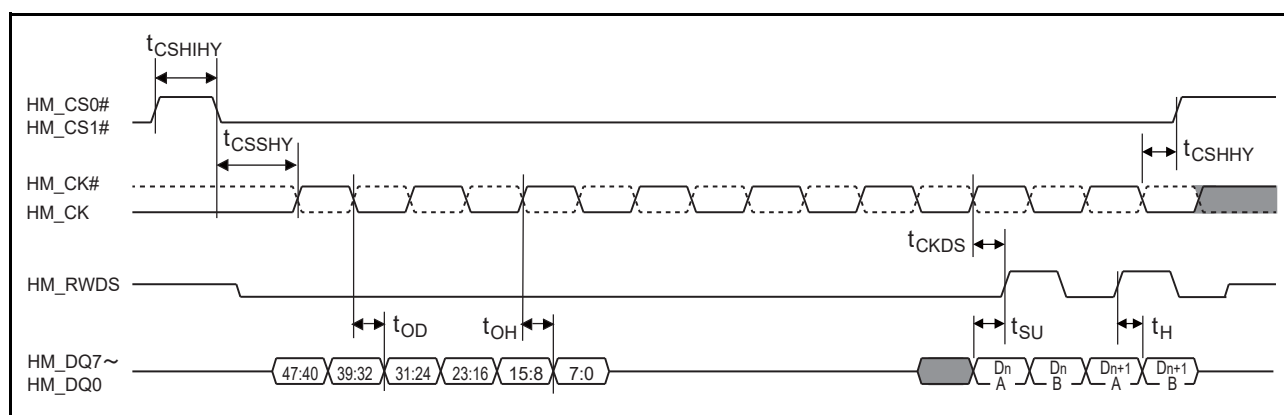 tCSHIHY
HM_CS0#
HM_CS1#
tCSSHY
tCSHHY
HM_CK#
HM_CK
tCKDS
HM_RWDS
tOD
tOH
tSU
tH
HM_DQ7~
HM_DQ0
47:40 39:32 31:24 23:16 15:8 7:0
Dn A
Dn B
Dn+1 A
Dn+1 B